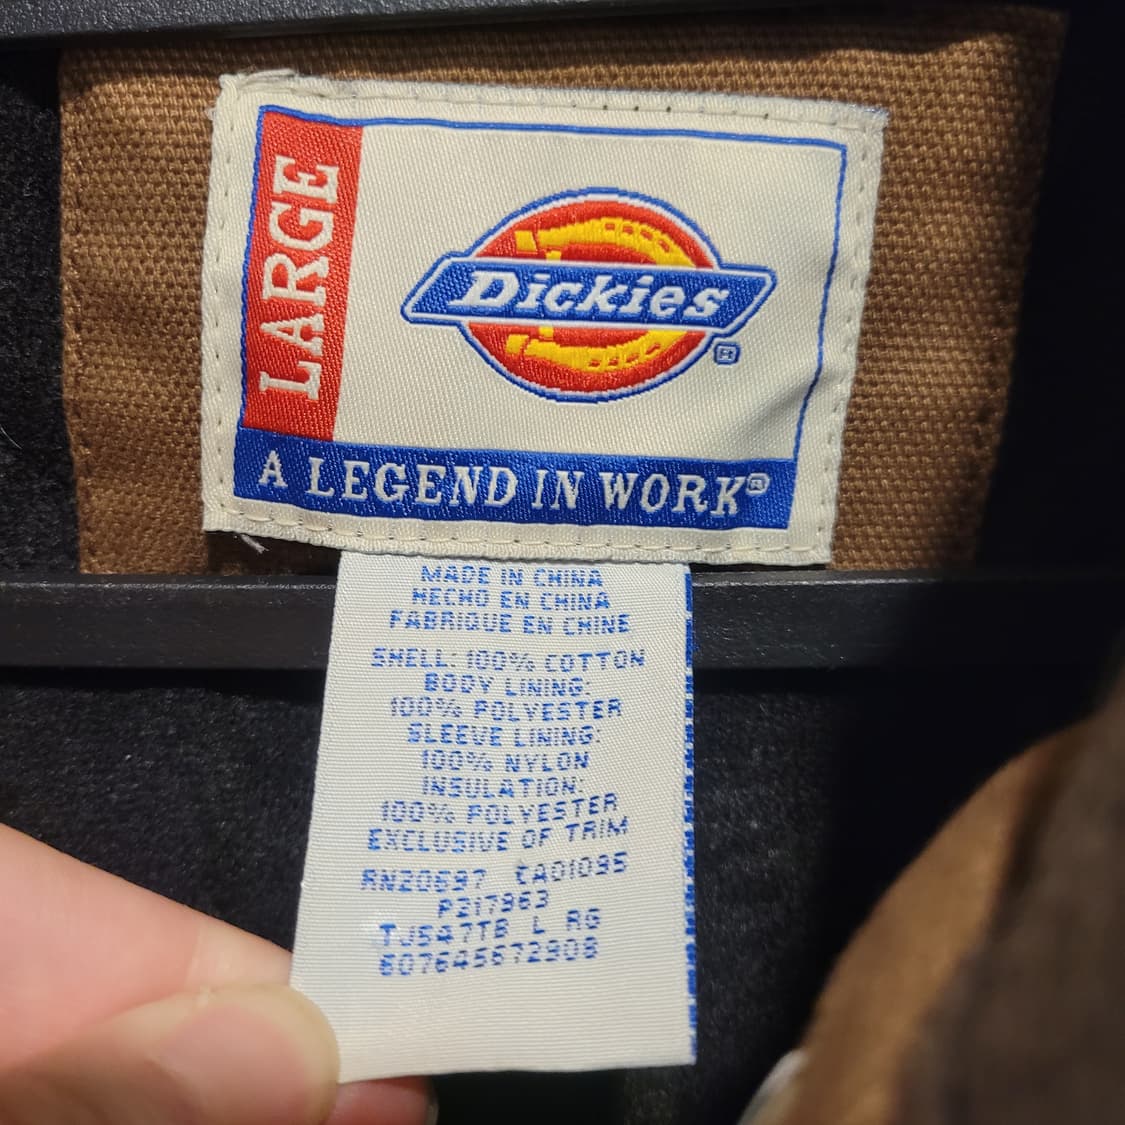 LARGE
Dickies®
A LEGEND IN WORK®
MADE IN CHINA
HECHO EN CHINA
FABRIQUE EN CHINE
SHELL: 100% COTTON
BODY LINING:
100% POLYESTER
SLEEVE LINING:
100% NYLON
INSULATION:
100% POLYESTER
EXCLUSIVE OF TRIM
RN20697 CA01095
P217963
TJ547TB L RG
607645672908